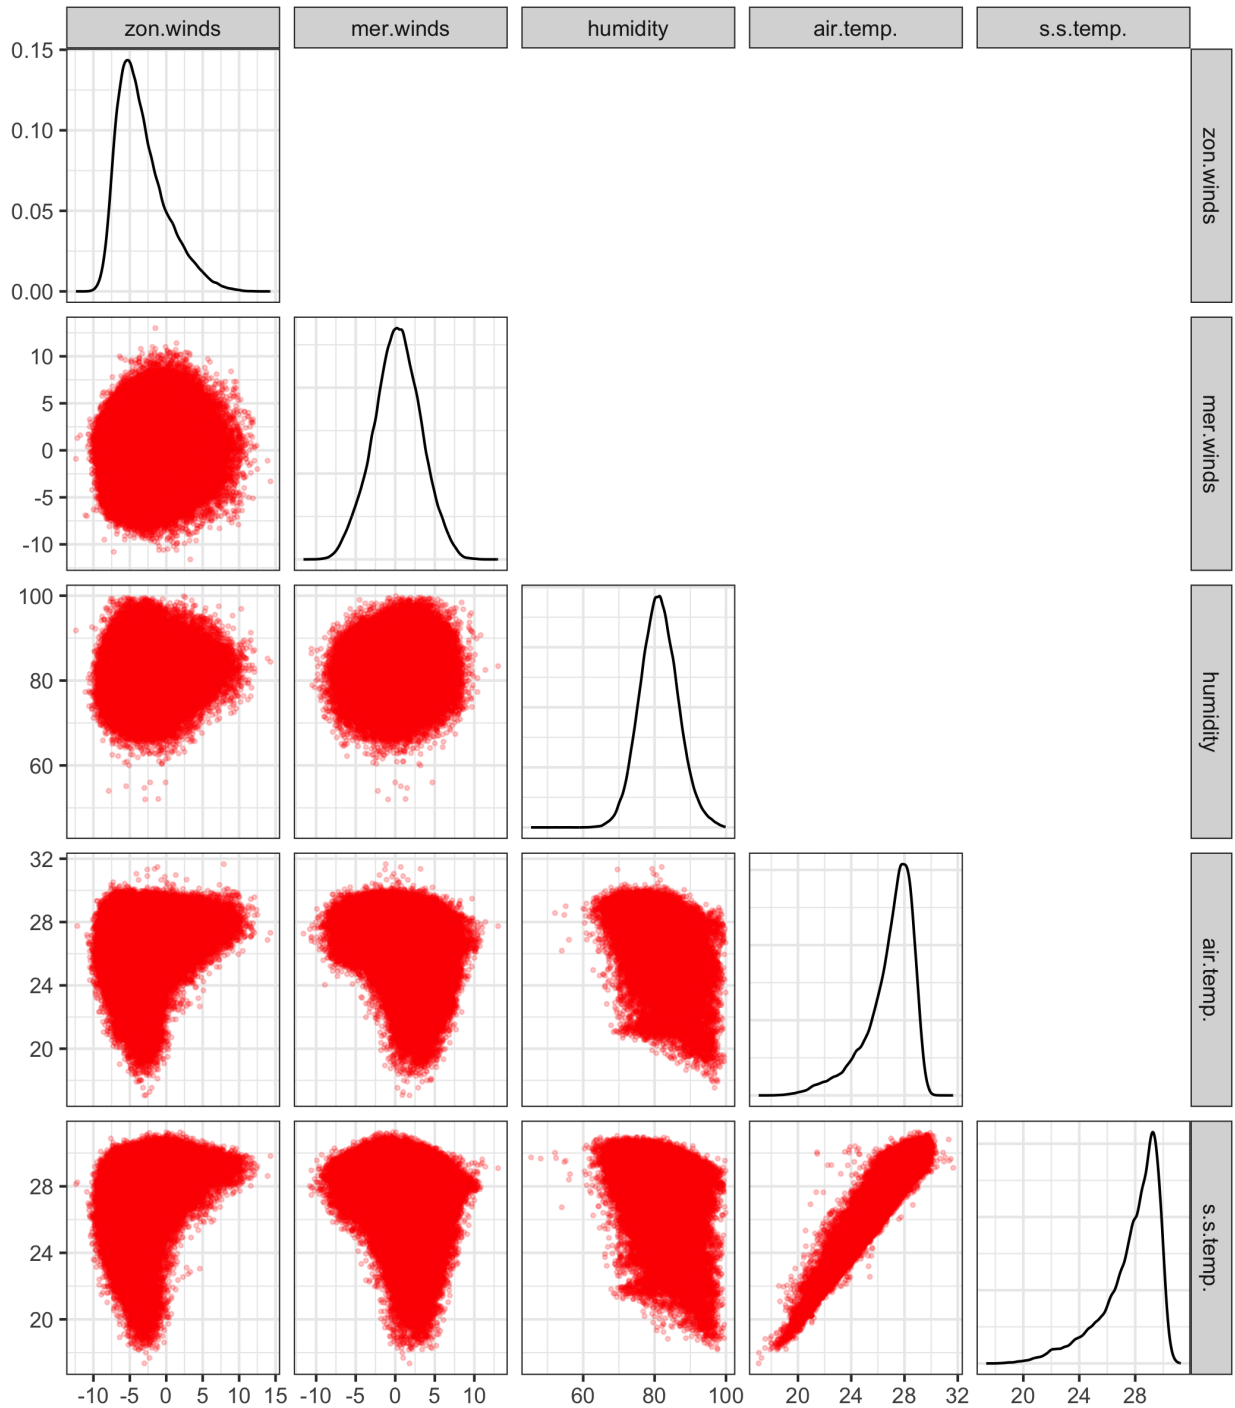 zon.winds mer.winds humidity air.temp. s.s.temp.
0.15
0.10
0.05
0.00
zon.winds
10
5
0
-5
-10
mer.winds
100
80
60
humidity
32
28
24
20
air.temp.
28
24
20
s.s.temp.
-10 -5 0 5 10 15 -10 -5 0 5 10 60 80 100 20 24 28 32 20 24 28